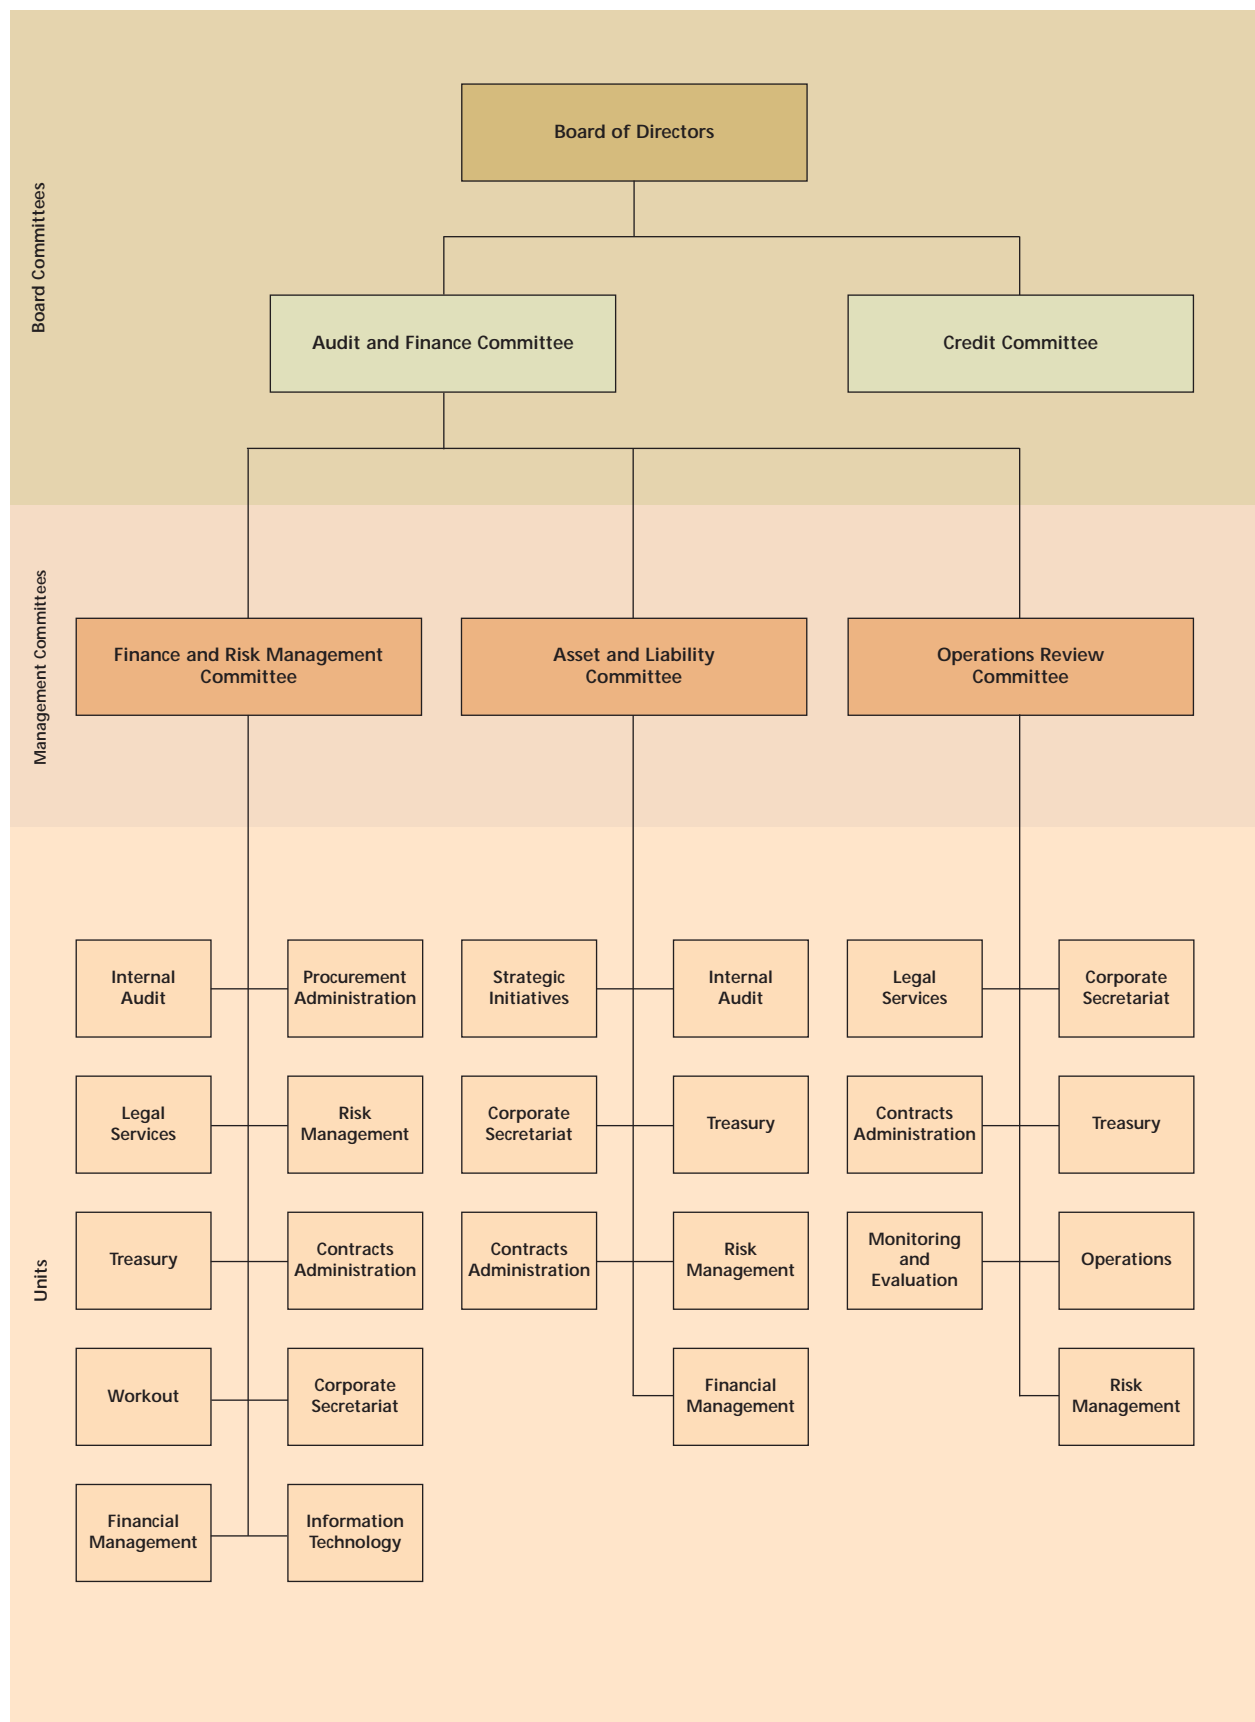 Board Committees
Board of Directors
Audit and Finance Committee
Credit Committee
Management Committees
Finance and Risk Management
Committee
Asset and Liability
Committee
Operations Review
Committee
Units
Internal
Audit
Procurement
Administration
Legal
Services
Risk
Management
Treasury
Contracts
Administration
Workout
Corporate
Secretariat
Financial
Management
Information
Technology
Strategic
Initiatives
Internal
Audit
Corporate
Secretariat
Treasury
Contracts
Administration
Risk
Management
Financial
Management
Legal
Services
Corporate
Secretariat
Contracts
Administration
Treasury
Monitoring
and
Evaluation
Operations
Risk
Management